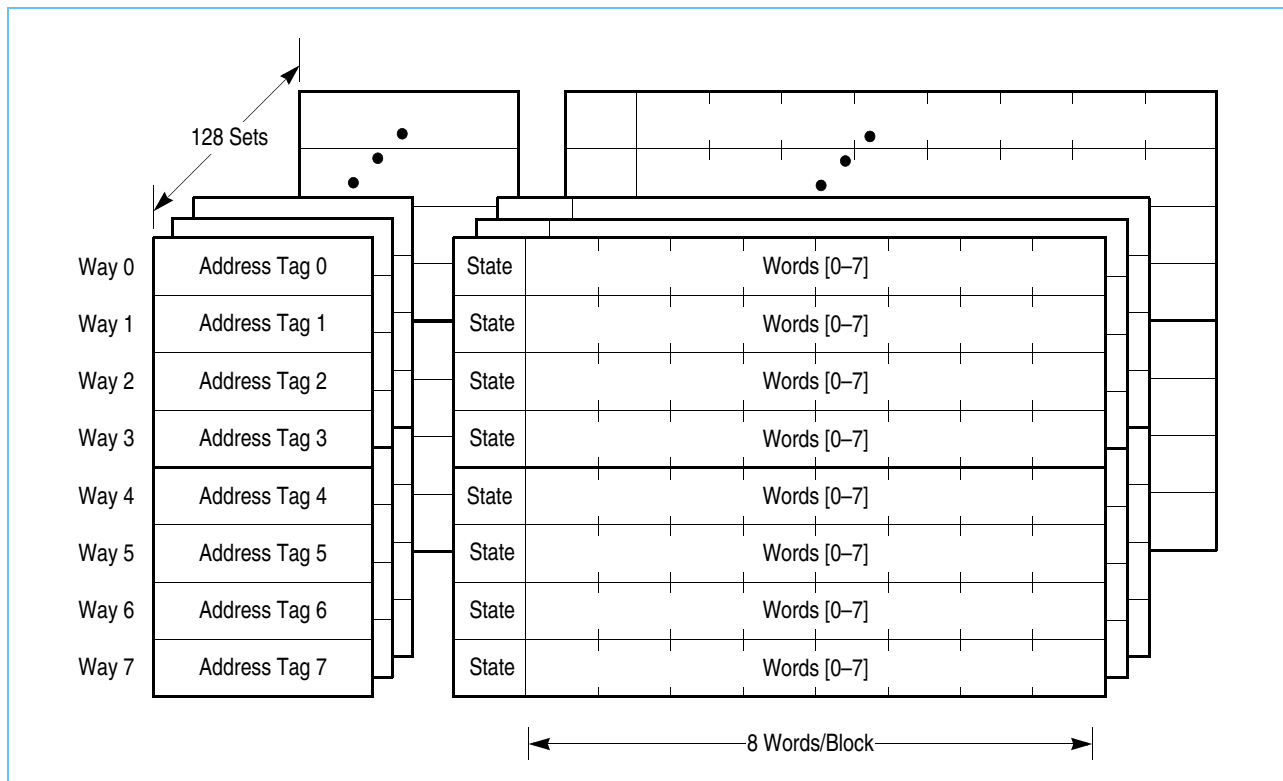 128 Sets
Way 0 Address Tag 0 State Words [0–7]
Way 1 Address Tag 1 State Words [0–7]
Way 2 Address Tag 2 State Words [0–7]
Way 3 Address Tag 3 State Words [0–7]
Way 4 Address Tag 4 State Words [0–7]
Way 5 Address Tag 5 State Words [0–7]
Way 6 Address Tag 6 State Words [0–7]
Way 7 Address Tag 7 State Words [0–7]
8 Words/Block